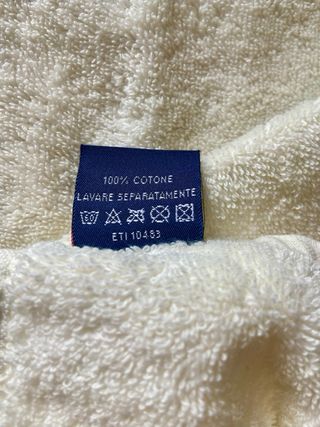 100% COTONE
LAVARE SEPARATAMENTE
ETI 10483